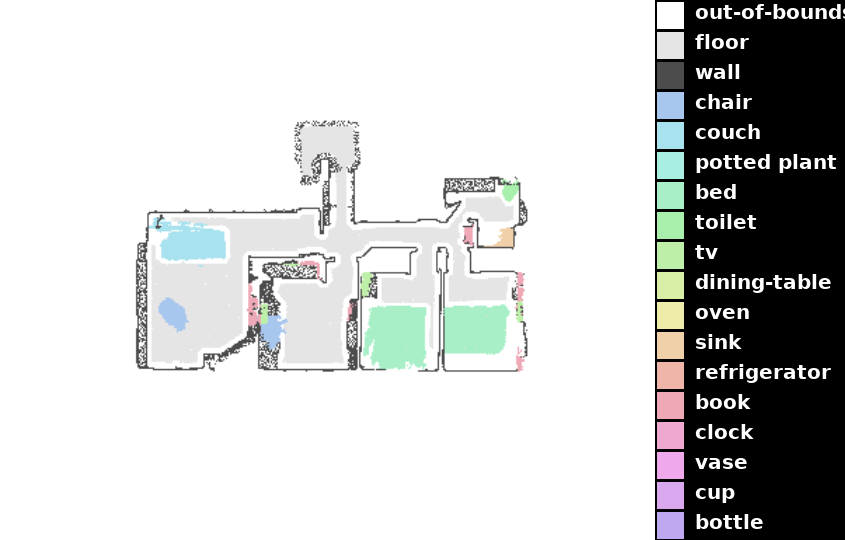 out-of-bounds
floor
wall
chair
couch
potted plant
bed
toilet
tv
dining-table
oven
sink
refrigerator
book
clock
vase
cup
bottle